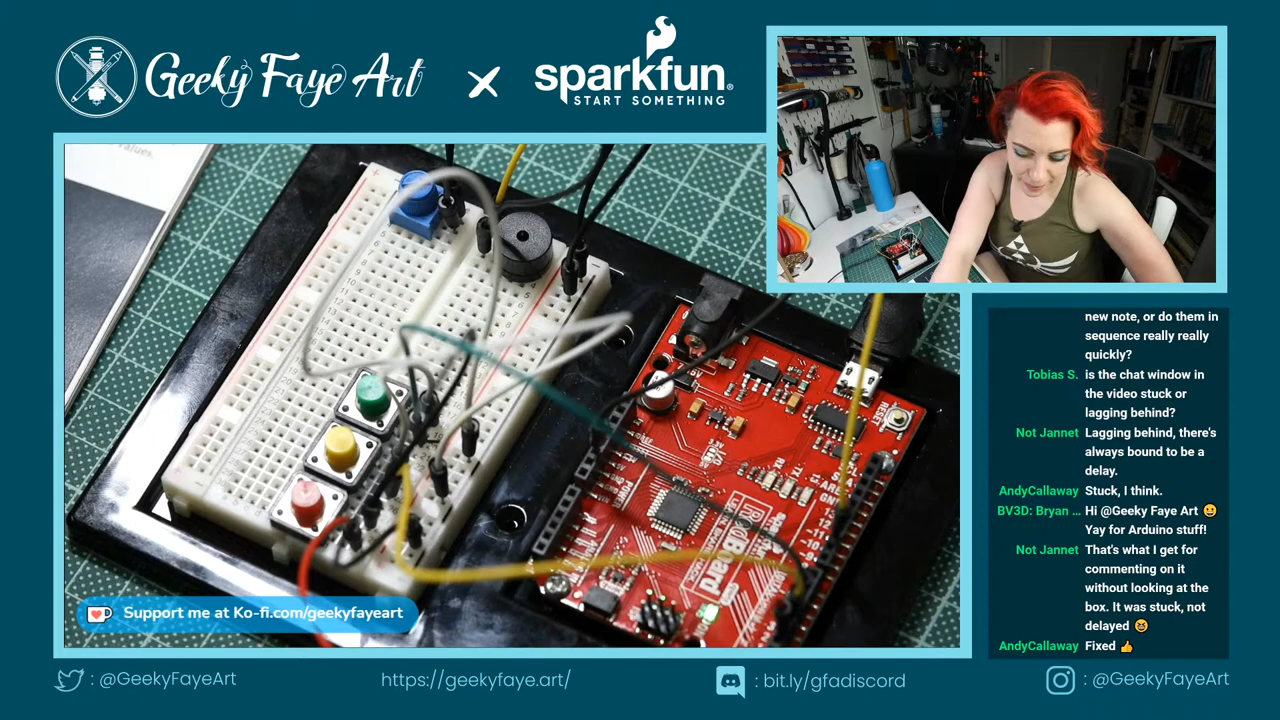 Geeky Faye Art
sparkfun®
START SOMETHING
values.
RESET
POWER
RedBoard
Support me at Ko-fi.com/geekyfayeart
new note, or do them in
sequence really really
quickly?
Tobias S. is the chat window in
the video stuck or
lagging behind?
Not Jannet Lagging behind, there's
always bound to be a
delay.
AndyCallaway Stuck, I think.
BV3D: Bryan ... Hi @Geeky Faye Art 😀
Yay for Arduino stuff!
Not Jannet That's what I get for
commenting on it
without looking at the
box. It was stuck, not
delayed 😆
AndyCallaway Fixed 👍
: @GeekyFayeArt
https://geekyfaye.art/
: bit.ly/gfadiscord
: @GeekyFayeArt